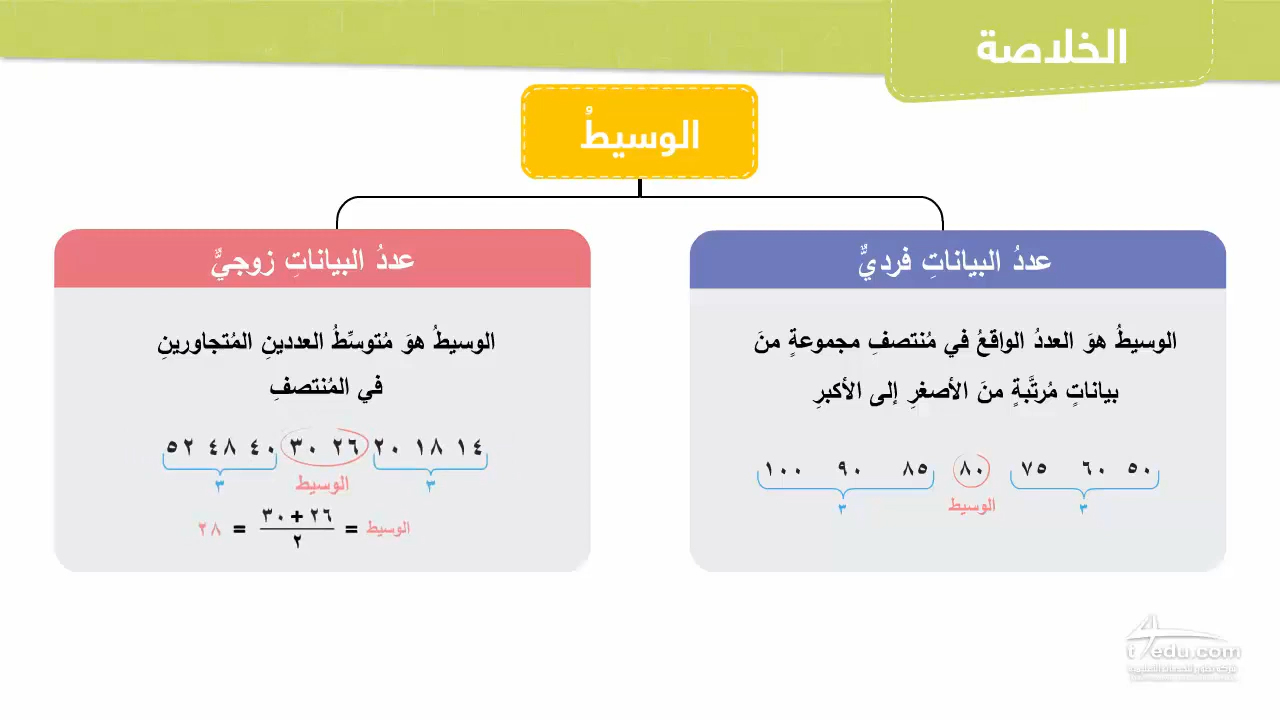 الخلاصة
الوسيطُ
عددُ البياناتِ فرديٌّ
الوسيطُ هوَ العددُ الواقعُ في مُنتصفِ مجموعةٍ منَ
بياناتٍ مُرتَّبةٍ منَ الأصغرِ إلى الأكبرِ
٥٠ ٦٠ ٧٥ ٨٠ ٨٥ ٩٠ ١٠٠
٣ الوسيط ٣
عددُ البياناتِ زوجيٌّ
الوسيطُ هوَ مُتوسِّطُ العددينِ المُتجاورينِ
في المُنتصفِ
١٤ ١٨ ٢٠ ٢٦ ٣٠ ٤٠ ٤٨ ٥٢
٣ الوسيط ٣
الوسيط = ٢٦ + ٣٠ / ٢ = ٢٨
t4edu.com